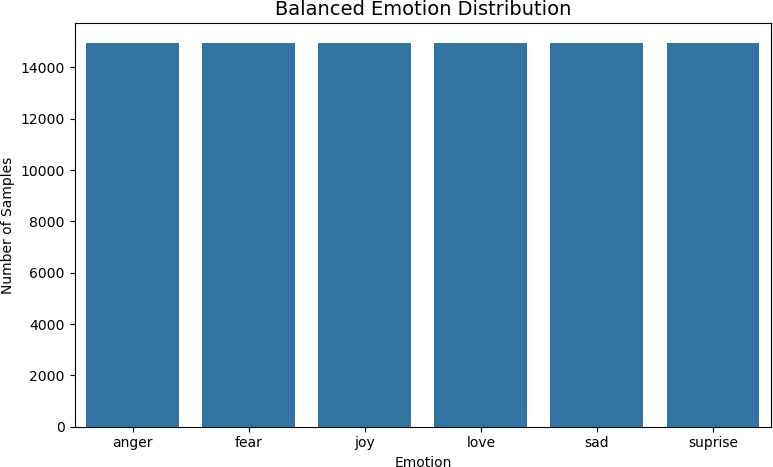 Balanced Emotion Distribution
Number of Samples
14000
12000
10000
8000
6000
4000
2000
0
anger fear joy love sad suprise
Emotion